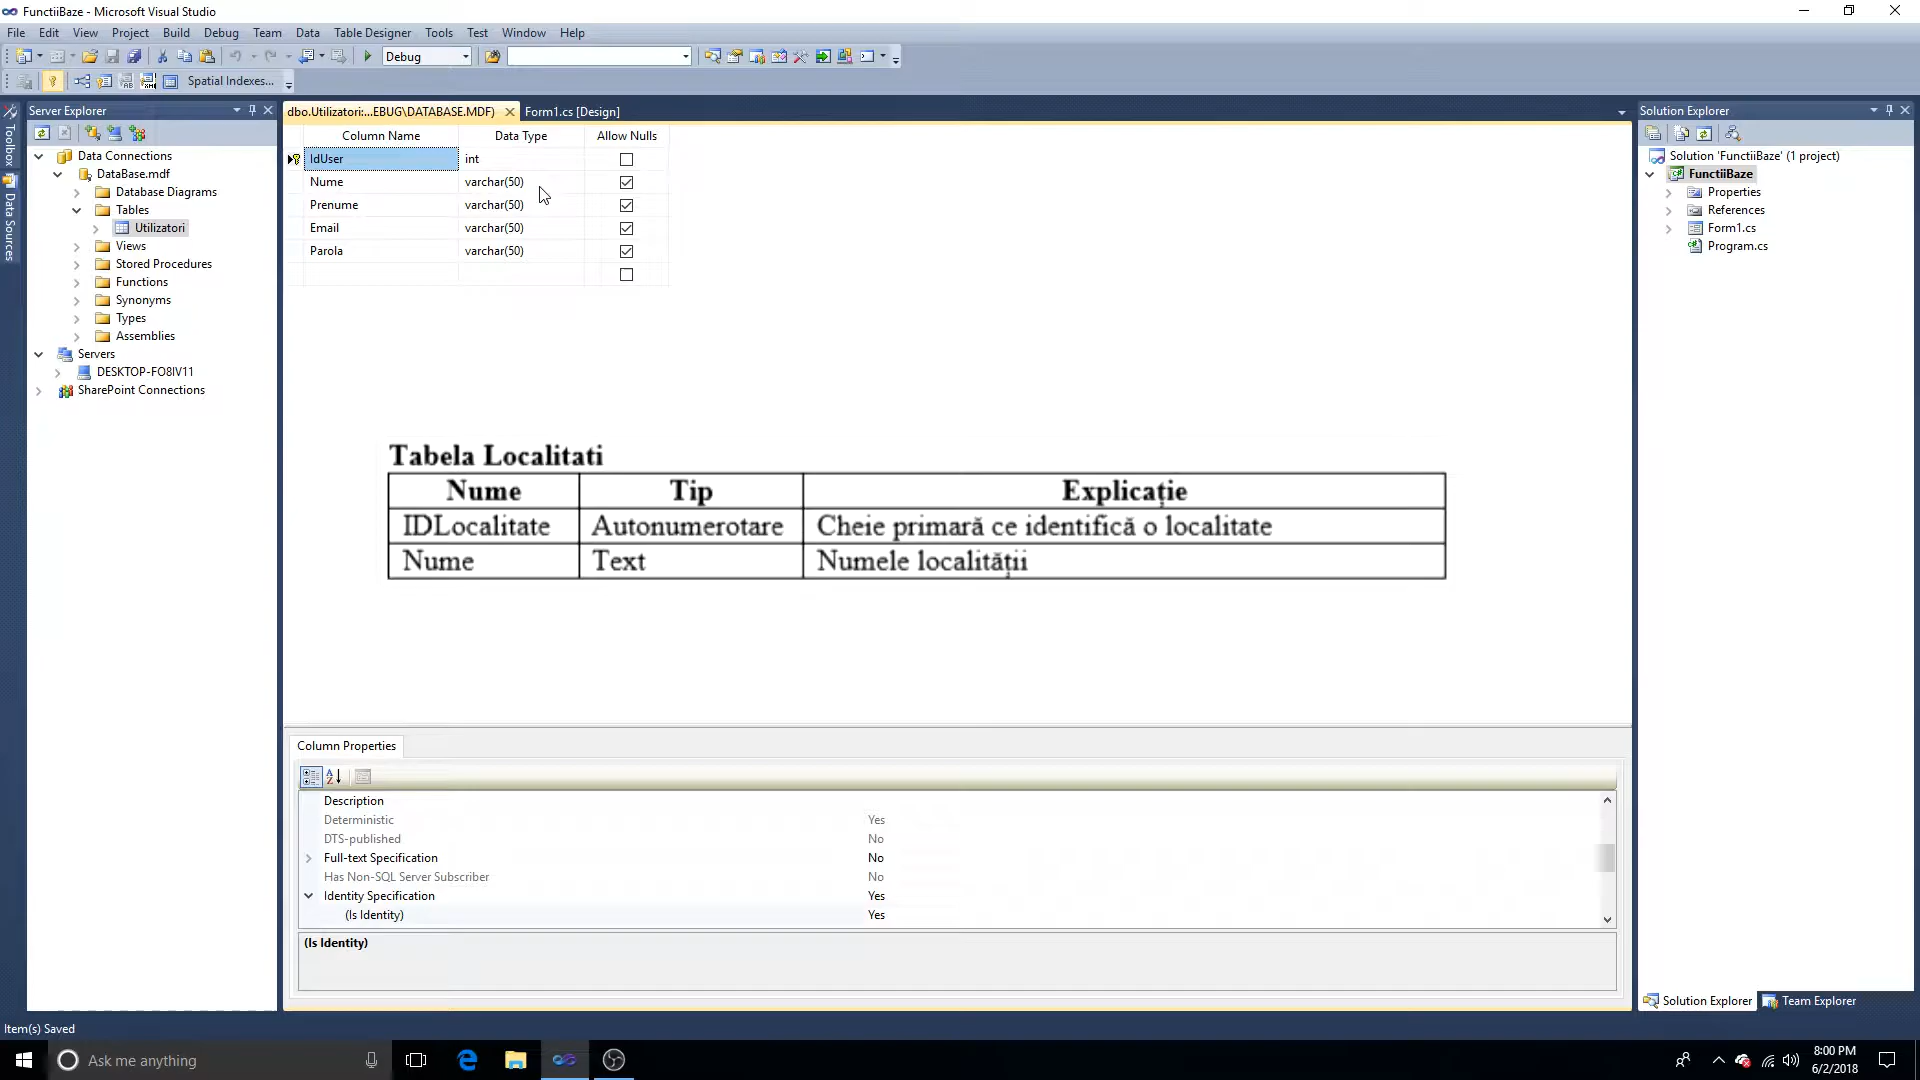 FunctiiBaze - Microsoft Visual Studio
File Edit View Project Build Debug Team Data Table Designer Tools Test Window Help
Debug
Spatial Indexes...
Server Explorer
Toolbox
Data Sources
Data Connections
DataBase.mdf
Database Diagrams
Tables
Utilizatori
Views
Stored Procedures
Functions
Synonyms
Types
Assemblies
Servers
DESKTOP-FO8IV11
SharePoint Connections
dbo.Utilizatori:...EBUG\DATABASE.MDF) Form1.cs [Design]
Column Name Data Type Allow Nulls
IdUser int
Nume varchar(50)
Prenume varchar(50)
Email varchar(50)
Parola varchar(50)
Tabela Localitati
Nume Tip Explicație
IDLocalitate Autonumerotare Cheie primară ce identifică o localitate
Nume Text Numele localității
Column Properties
Description
Deterministic Yes
DTS-published No
Full-text Specification No
Has Non-SQL Server Subscriber No
Identity Specification Yes
(Is Identity) Yes
(Is Identity)
Solution Explorer
Solution 'FunctiiBaze' (1 project)
FunctiiBaze
Properties
References
Form1.cs
Program.cs
Solution Explorer Team Explorer
Item(s) Saved
Ask me anything
8:00 PM
6/2/2018